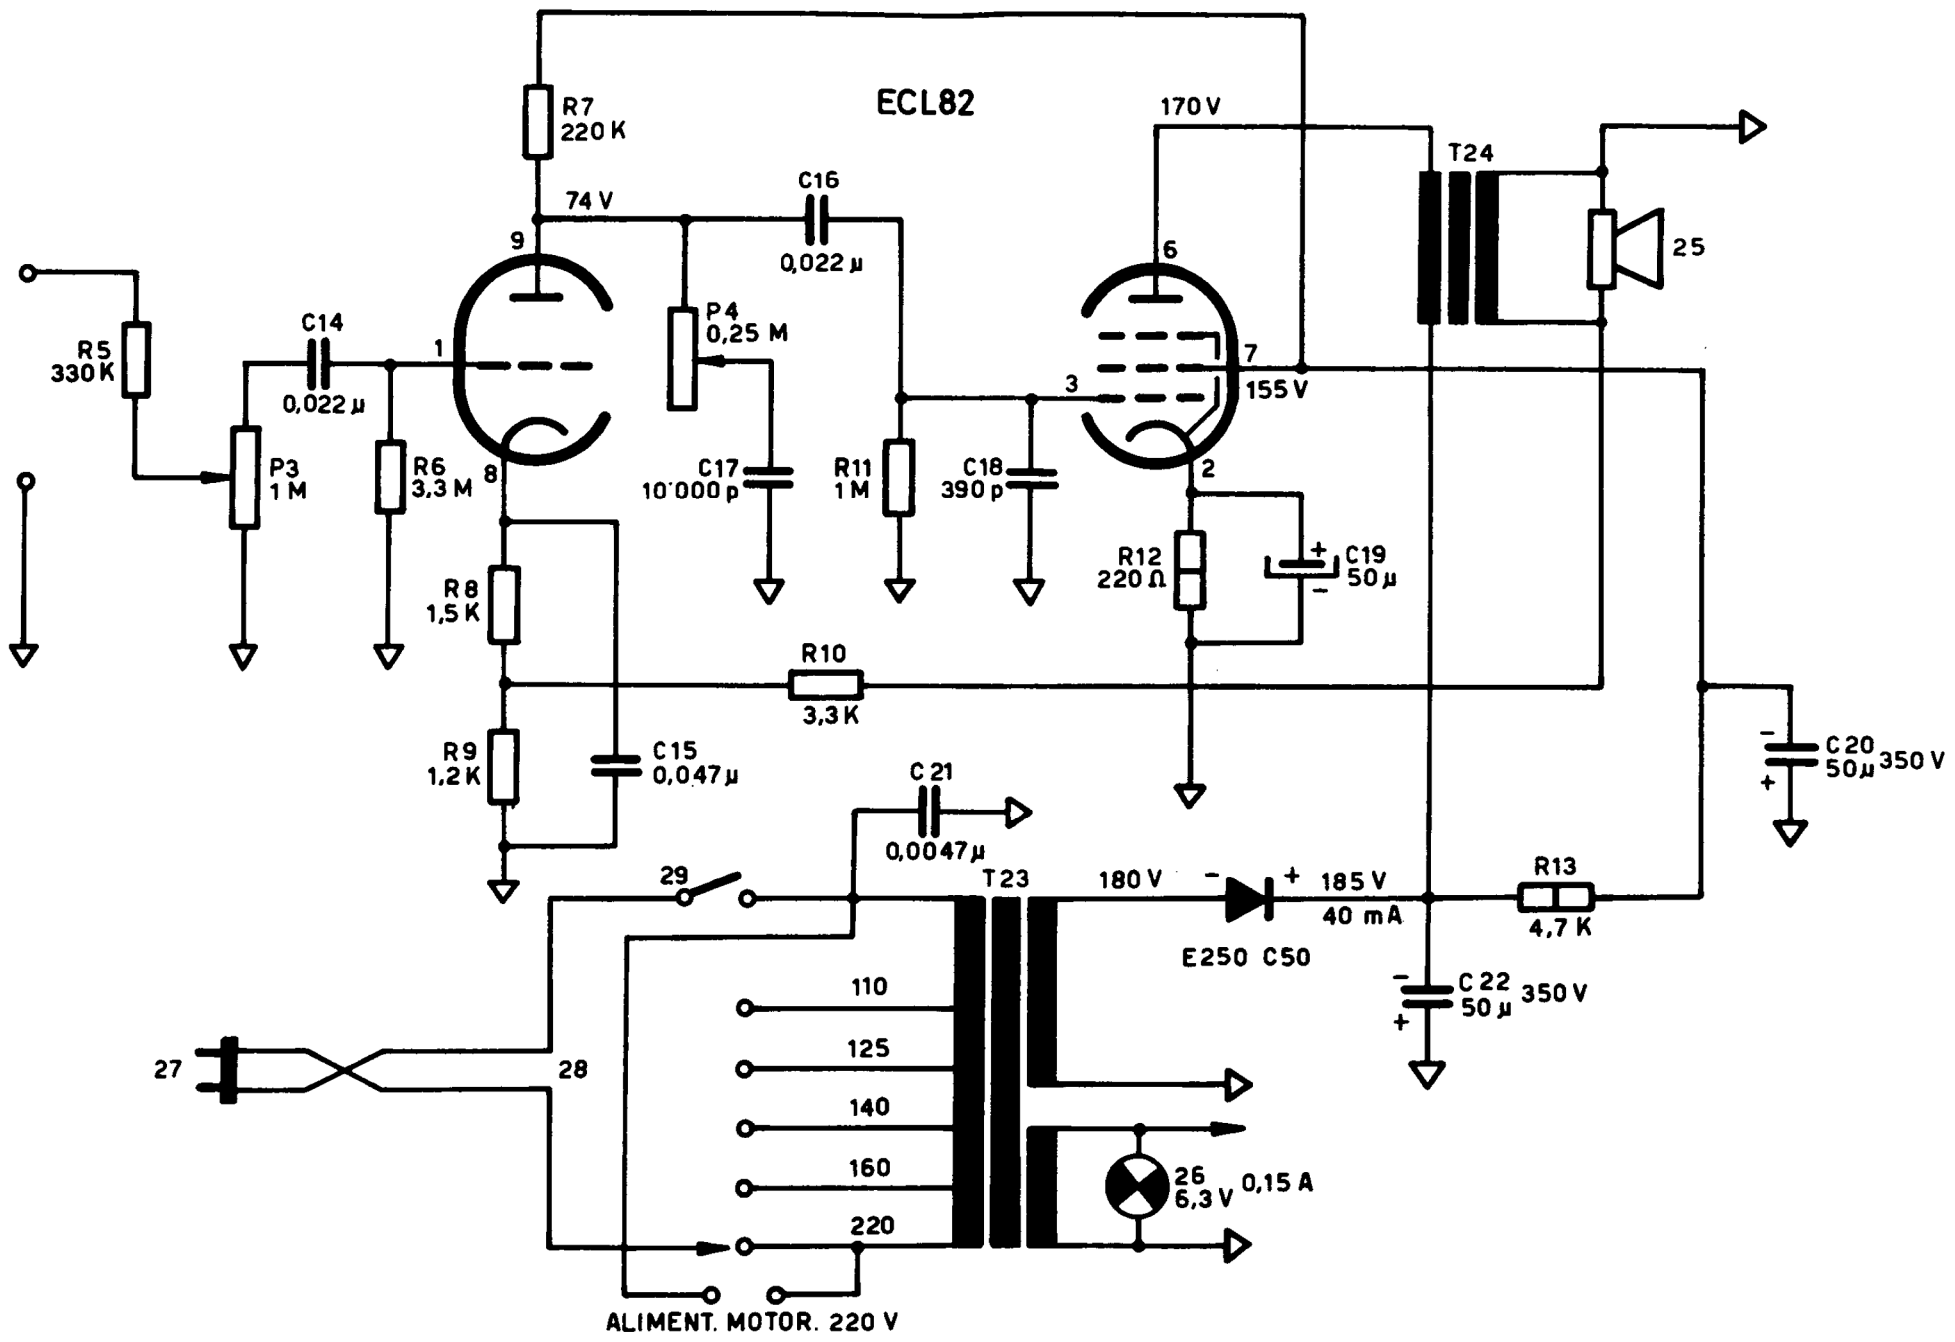 R7
220 K
ECL82
170 V
T24
C16
74 V
9
0,022 µ
6
25
C14
R5
330 K
1
P4
0,25 M
7
155 V
3
0,022 µ
P3
1 M
R6
3,3 M
8
C17
10'000 p
R11
1M
C18
390 p
2
R8
1,5 K
R12
220 Ω
+
C19
50 µ
-
R10
3,3 K
R9
1,2 K
C15
0,047 µ
-
C 20
50 µ 350 V
+
C 21
0,0047 µ
29
T 23
180 V
-
+
185 V
40 mA
R13
4,7 K
E250 C50
110
-
C 22
50 µ 350 V
+
27
28
125
140
160
26
6,3 V 0,15 A
220
ALIMENT. MOTOR. 220 V